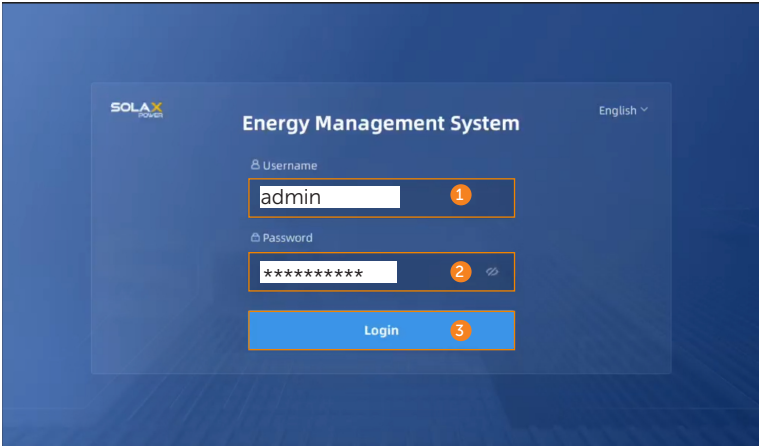 SOLAX
POWER
English
Energy Management System
Username
admin
1
Password
**********
2
Login
3